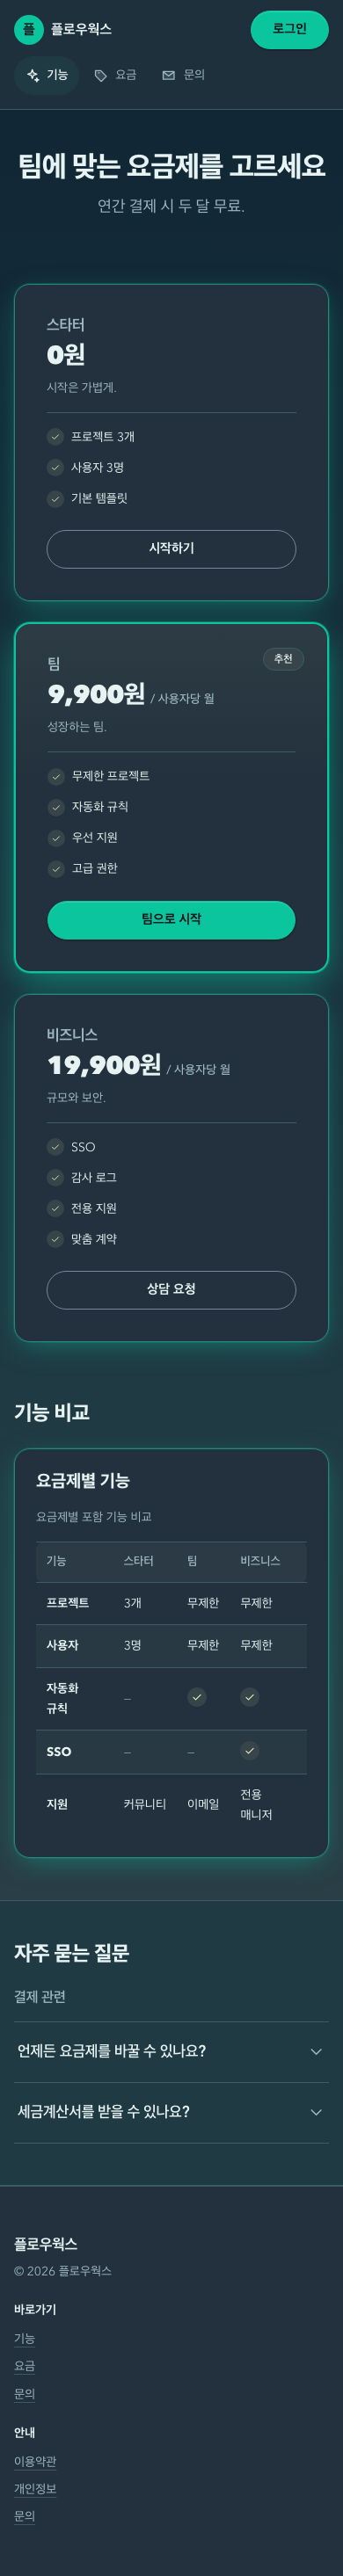 플 플로우웍스 로그인
기능 요금 문의
팀에 맞는 요금제를 고르세요
연간 결제 시 두 달 무료.
스타터
0원
시작은 가볍게.
프로젝트 3개
사용자 3명
기본 템플릿
시작하기
추천
팀
9,900원 / 사용자당 월
성장하는 팀.
무제한 프로젝트
자동화 규칙
우선 지원
고급 권한
팀으로 시작
비즈니스
19,900원 / 사용자당 월
규모와 보안.
SSO
감사 로그
전용 지원
맞춤 계약
상담 요청
기능 비교
요금제별 기능
요금제별 포함 기능 비교
기능 스타터 팀 비즈니스
프로젝트 3개 무제한 무제한
사용자 3명 무제한 무제한
자동화
규칙 –
SSO – –
지원 커뮤니티 이메일 전용
매니저
자주 묻는 질문
결제 관련
언제든 요금제를 바꿀 수 있나요?
세금계산서를 받을 수 있나요?
플로우웍스
© 2026 플로우웍스
바로가기
기능
요금
문의
안내
이용약관
개인정보
문의